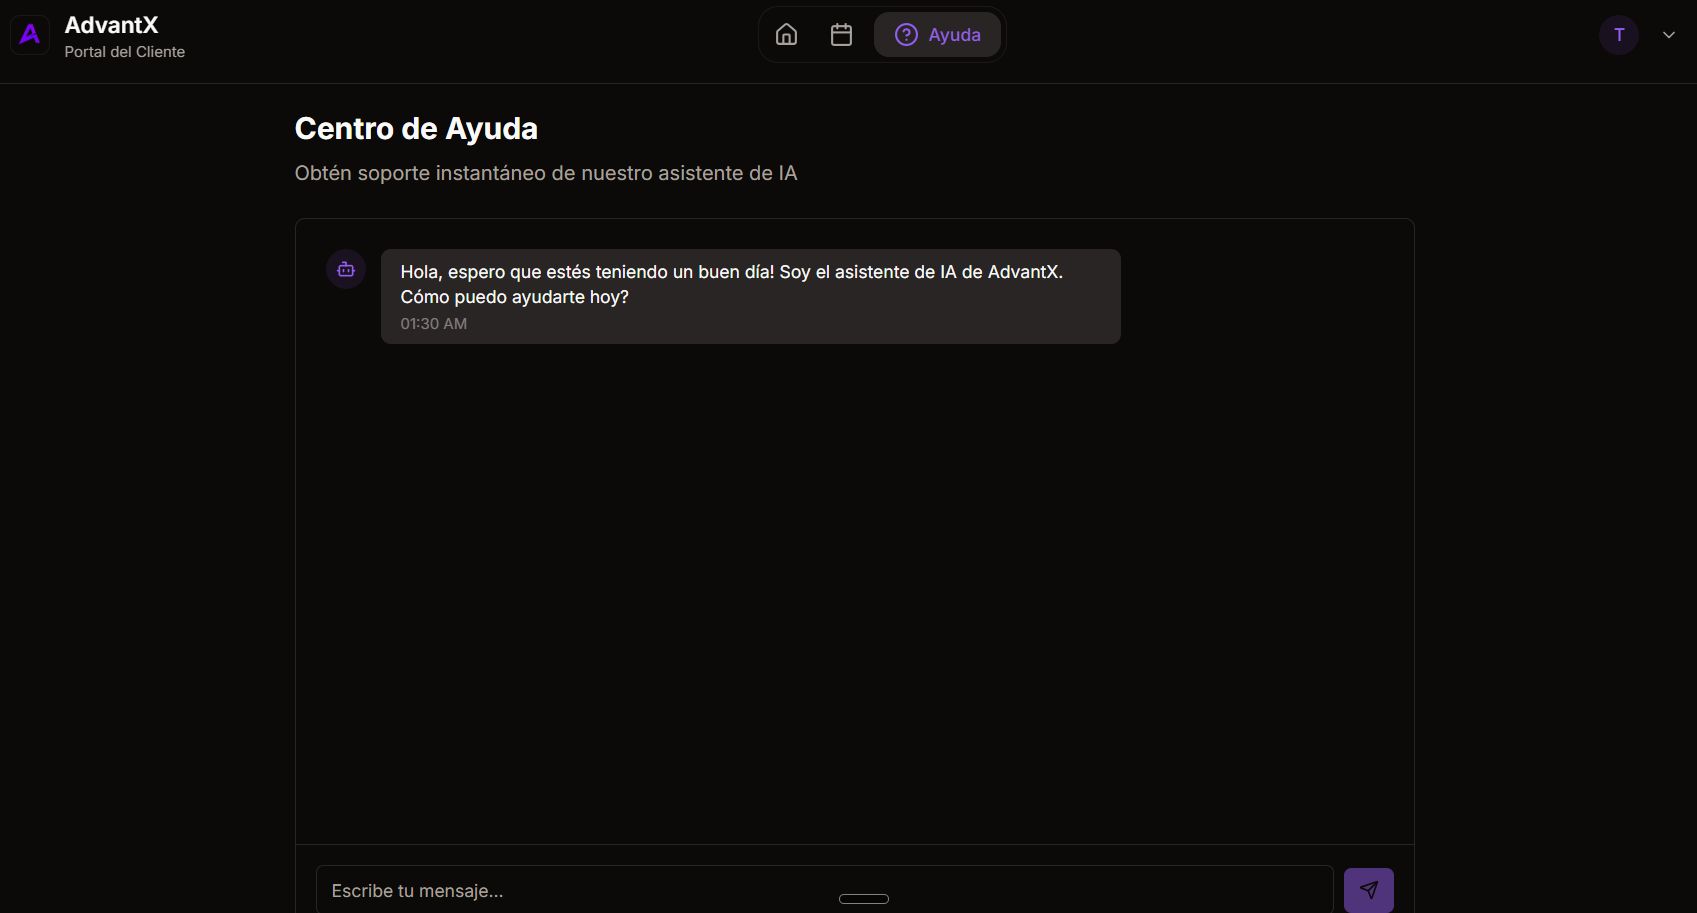 AdvantX
Portal del Cliente
Ayuda
T
Centro de Ayuda
Obtén soporte instantáneo de nuestro asistente de IA
Hola, espero que estés teniendo un buen día! Soy el asistente de IA de AdvantX.
Cómo puedo ayudarte hoy?
01:30 AM
Escribe tu mensaje...